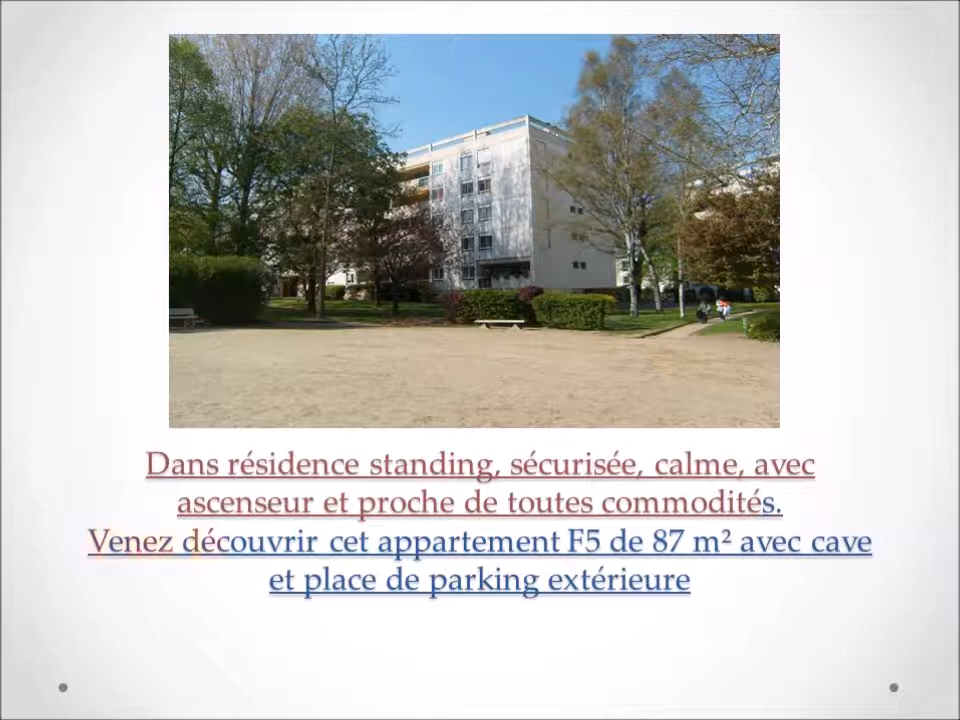 Dans résidence standing, sécurisée, calme, avec
ascenseur et proche de toutes commodités.
Venez découvrir cet appartement F5 de 87 m² avec cave
et place de parking extérieure